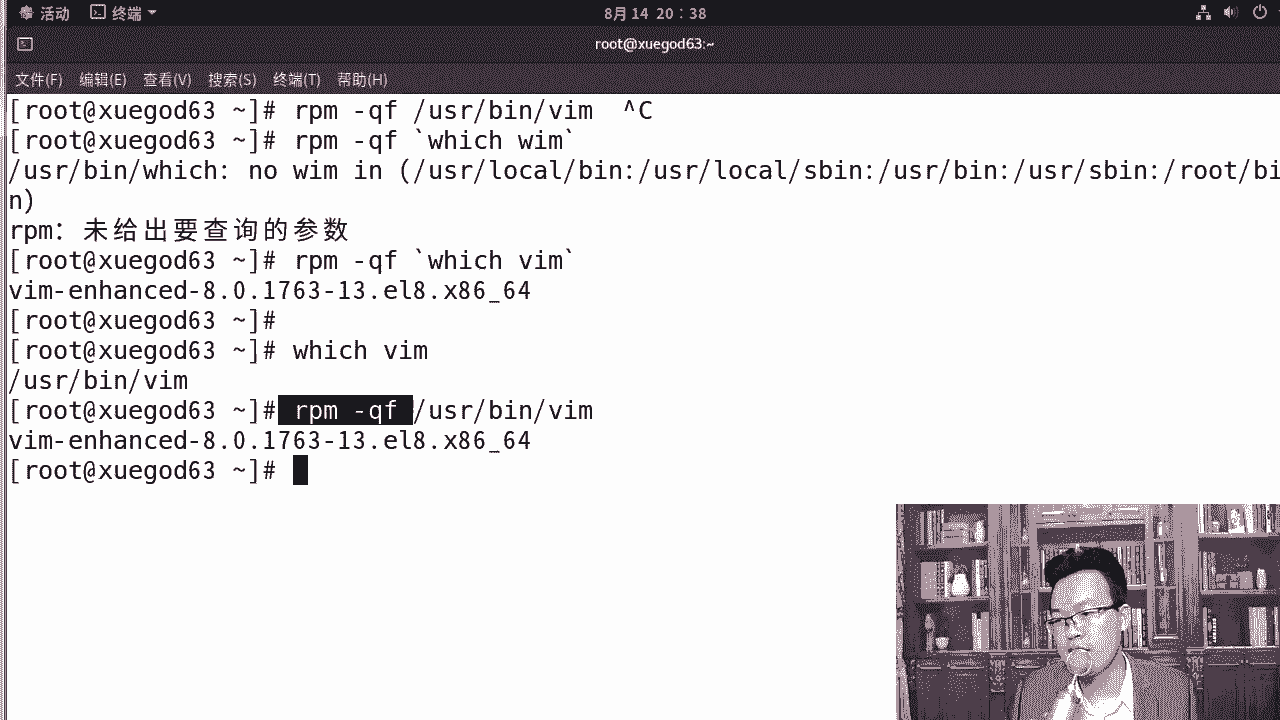 活动 终端 8月 14 20：38
root@xuegod63:~
文件(F) 编辑(E) 查看(V) 搜索(S) 终端(T) 帮助(H)
[root@xuegod63 ~]# rpm -qf /usr/bin/vim  ^C
[root@xuegod63 ~]# rpm -qf `which wim`
/usr/bin/which: no wim in (/usr/local/bin:/usr/local/sbin:/usr/bin:/usr/sbin:/root/bi
n)
rpm：未给出要查询的参数
[root@xuegod63 ~]# rpm -qf `which vim`
vim-enhanced-8.0.1763-13.el8.x86_64
[root@xuegod63 ~]#
[root@xuegod63 ~]# which vim
/usr/bin/vim
[root@xuegod63 ~]# rpm -qf /usr/bin/vim
vim-enhanced-8.0.1763-13.el8.x86_64
[root@xuegod63 ~]#